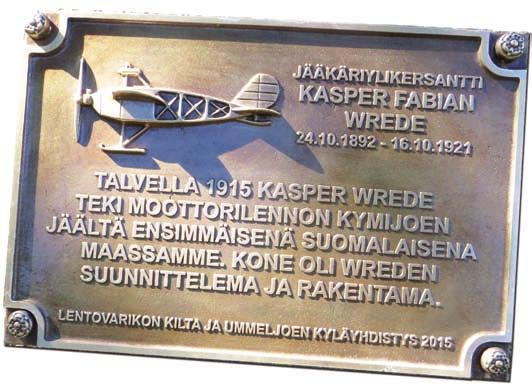 JÄÄKÄRIYLIKERSANTTI
KASPER FABIAN
WREDE
24.10.1892 - 16.10.1921
TALVELLA 1915 KASPER WREDE
TEKI MOOTTORILENNON KYMIJOEN
JÄÄLTÄ ENSIMMÄISENÄ SUOMALAISENA
MAASSAMME. KONE OLI WREDEN
SUUNNITTELEMA JA RAKENTAMA.
LENTOVARIKON KILTA JA UMMELJOEN KYLÄYHDISTYS 2015